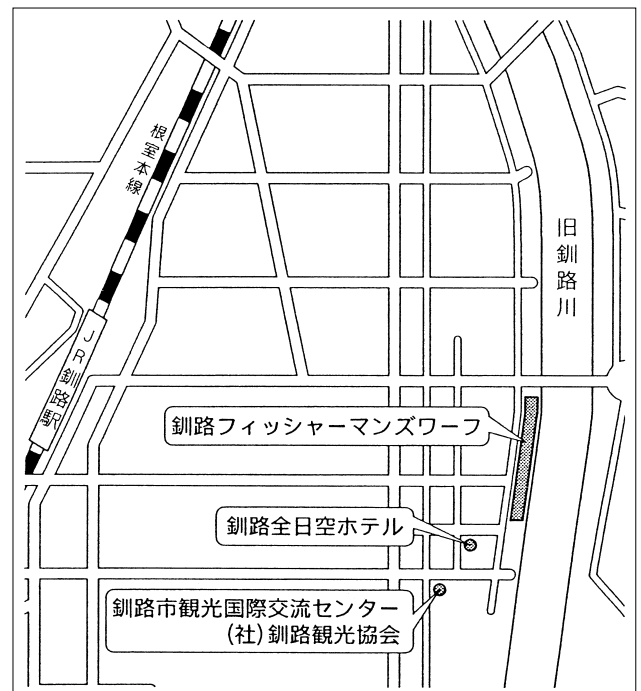 根室本線
旧釧路川
JR釧路駅
釧路フィッシャーマンズワーフ
釧路全日空ホテル
釧路市観光国際交流センター
(社)釧路観光協会